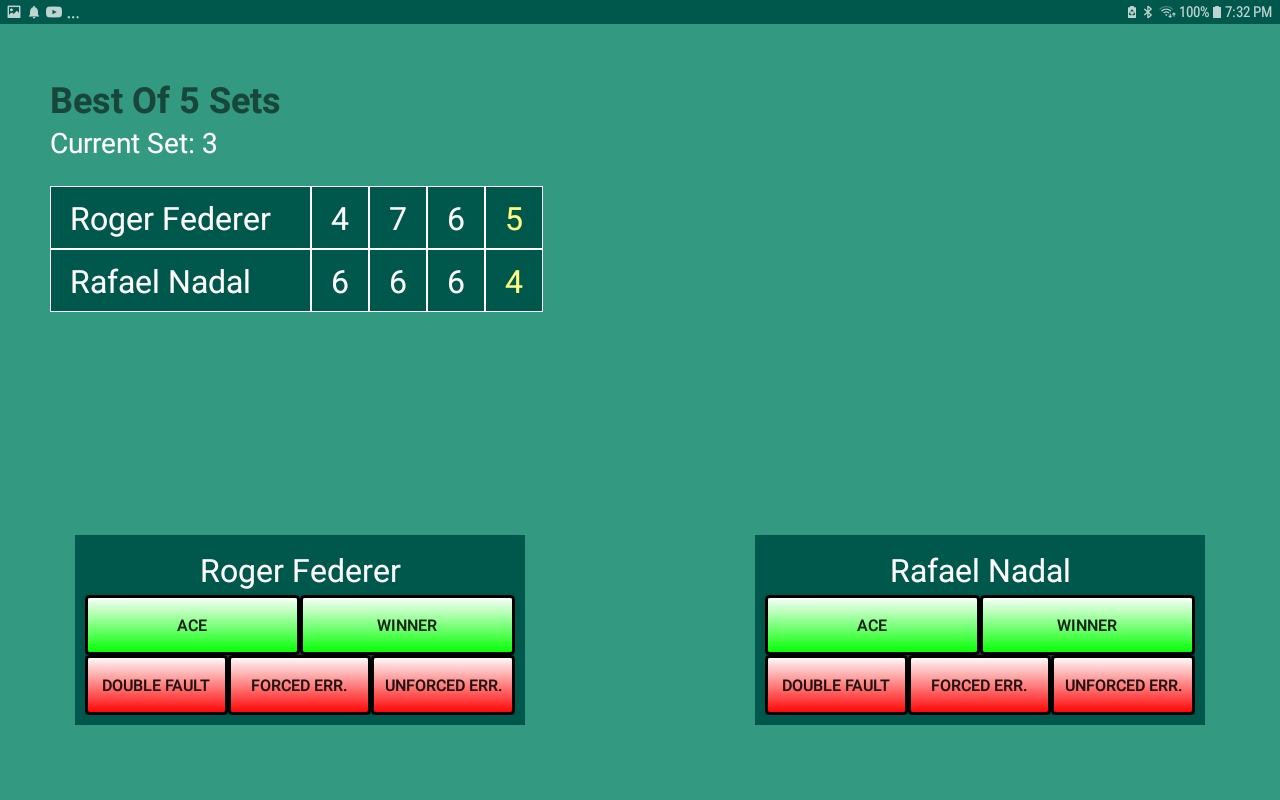 ... 100% 7:32 PM
Best Of 5 Sets
Current Set: 3
Roger Federer 4 7 6 5
Rafael Nadal 6 6 6 4
Roger Federer
ACE WINNER
DOUBLE FAULT FORCED ERR. UNFORCED ERR.
Rafael Nadal
ACE WINNER
DOUBLE FAULT FORCED ERR. UNFORCED ERR.